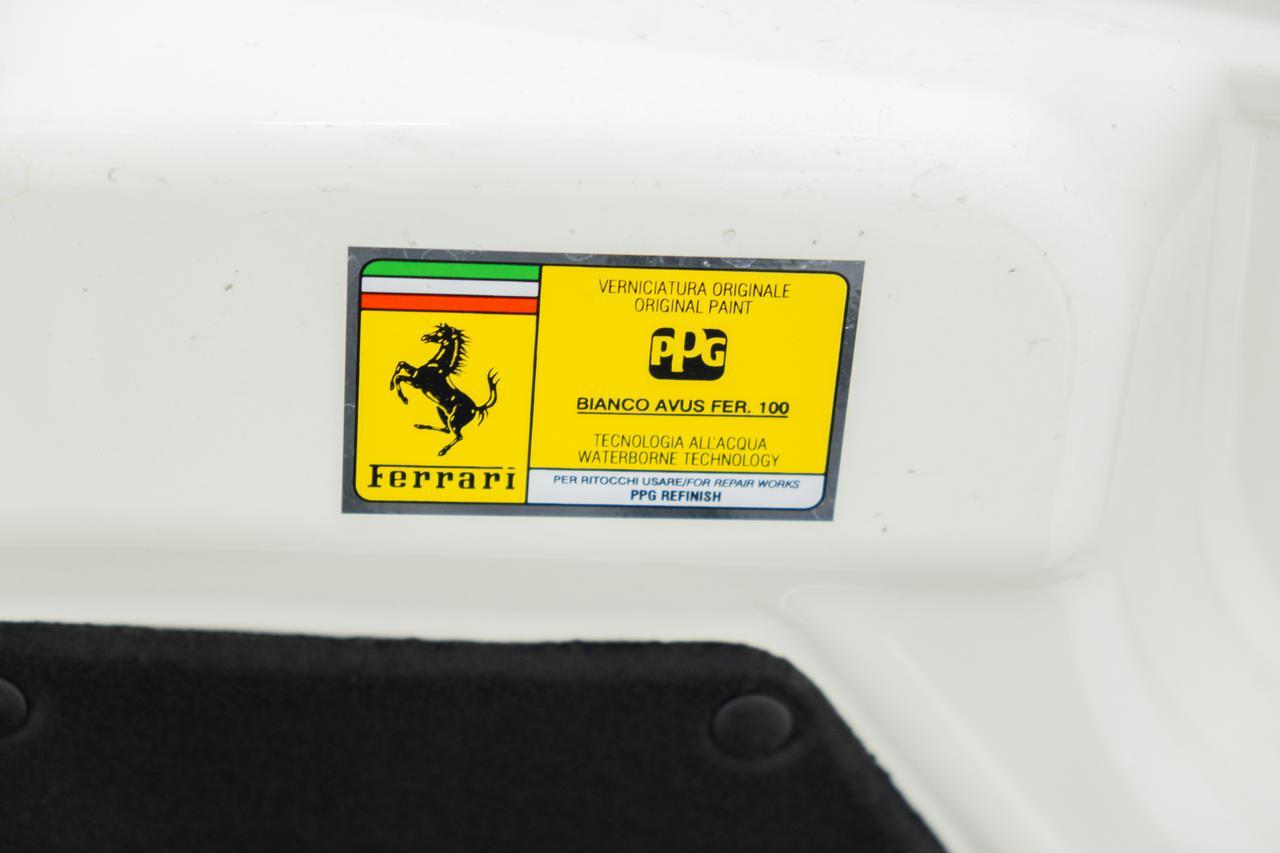 Ferrari
VERNICIATURA ORIGINALE
ORIGINAL PAINT
PPG
BIANCO AVUS FER. 100
TECNOLOGIA ALL'ACQUA
WATERBORNE TECHNOLOGY
PER RITOCCHI USARE/FOR REPAIR WORKS
PPG REFINISH